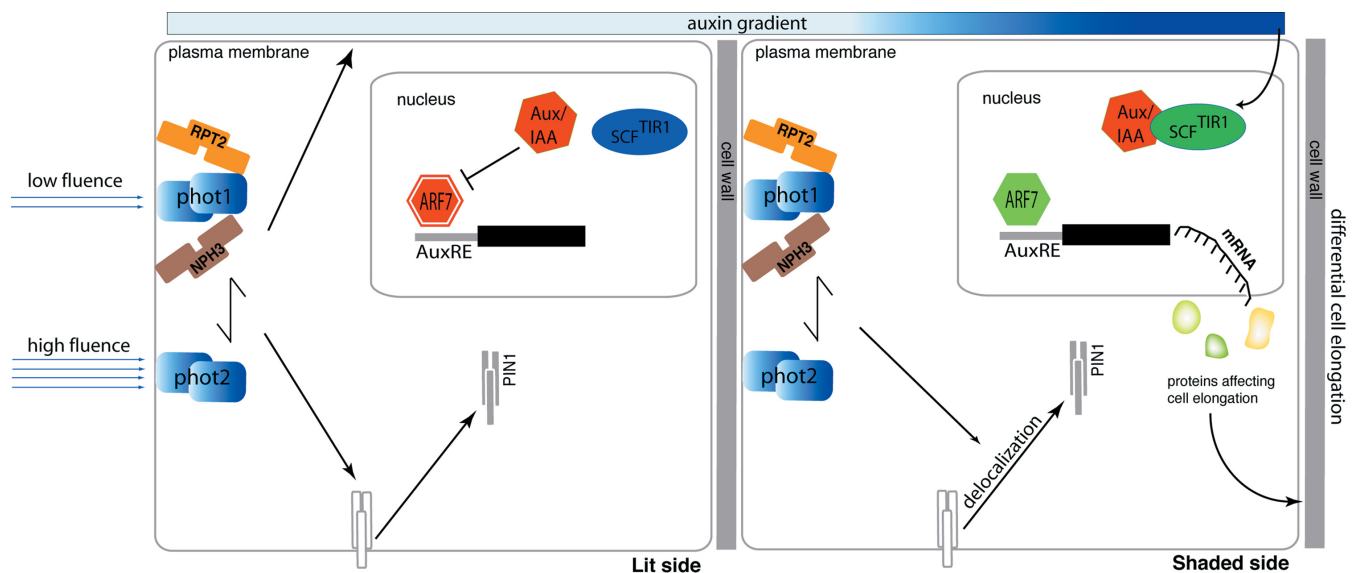 auxin gradient
plasma membrane
nucleus
Aux/
IAA
SCF TIR1
RPT2
phot1
NPH3
low fluence
ARF7
AuxRE
high fluence
phot2
PIN1
Lit side
cell wall
plasma membrane
nucleus
Aux/
IAA
SCF TIR1
RPT2
phot1
NPH3
ARF7
AuxRE
mRNA
phot2
PIN1
delocalization
proteins affecting
cell elongation
Shaded side
cell wall
differential cell elongation